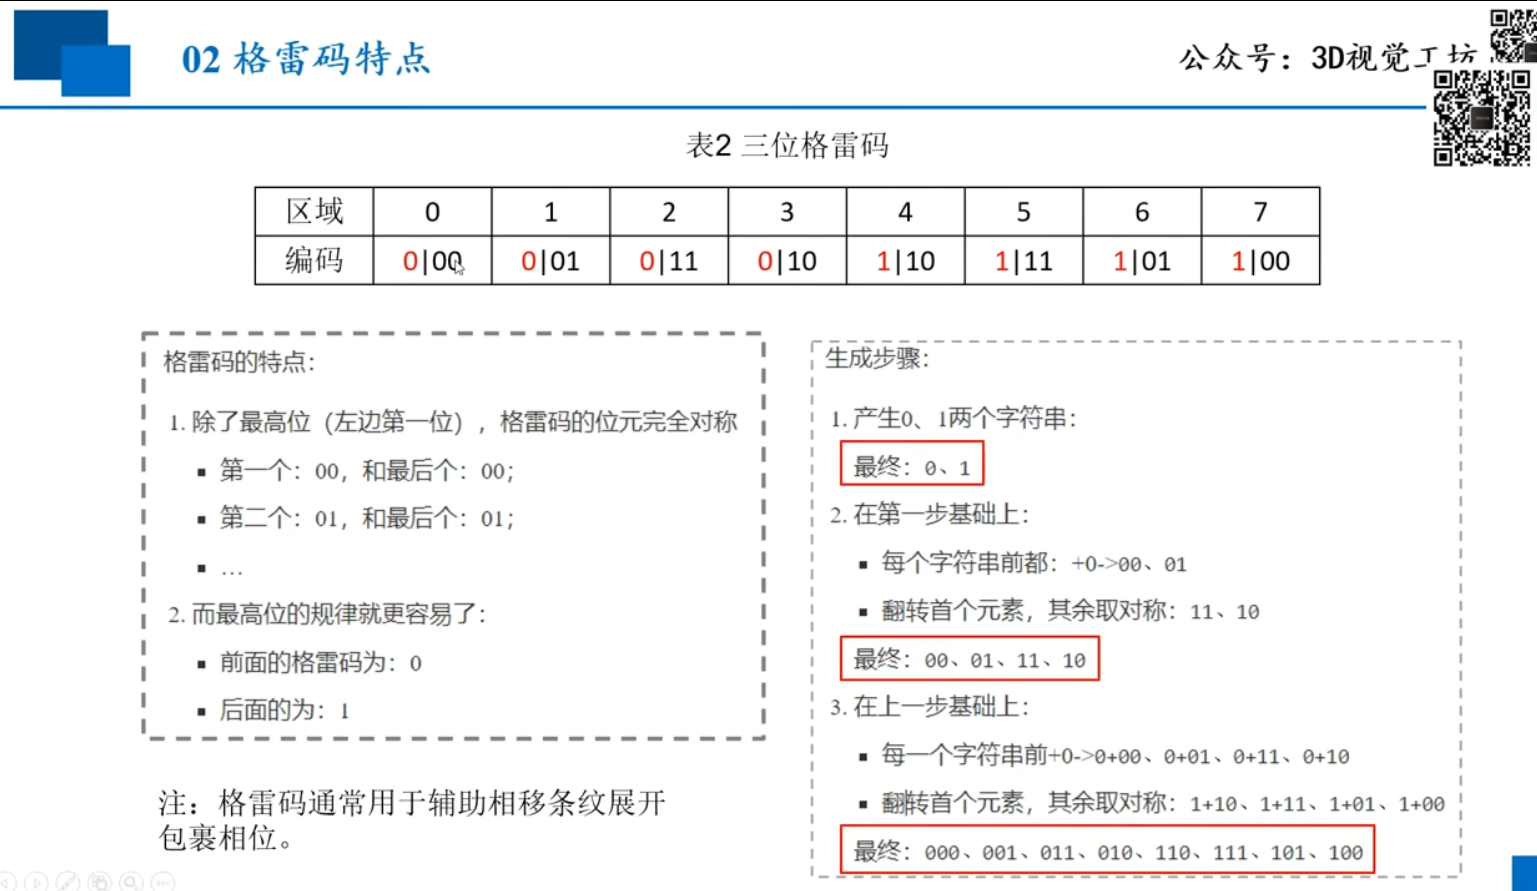 02 格雷码特点
公众号：3D视觉工坊
表2 三位格雷码
区域 0 1 2 3 4 5 6 7
编码 0|00 0|01 0|11 0|10 1|10 1|11 1|01 1|00
格雷码的特点：
1. 除了最高位（左边第一位），格雷码的位元完全对称
▪ 第一个：00，和最后个：00；
▪ 第二个：01，和最后个：01；
▪ …
2. 而最高位的规律就更容易了：
▪ 前面的格雷码为：0
▪ 后面的为：1
注：格雷码通常用于辅助相移条纹展开
包裹相位。
生成步骤：
1. 产生0、1两个字符串：
最终：0、1
2. 在第一步基础上：
▪ 每个字符串前都：+0->00、01
▪ 翻转首个元素，其余取对称：11、10
最终：00、01、11、10
3. 在上一步基础上：
▪ 每一个字符串前+0->0+00、0+01、0+11、0+10
▪ 翻转首个元素，其余取对称：1+10、1+11、1+01、1+00
最终：000、001、011、010、110、111、101、100